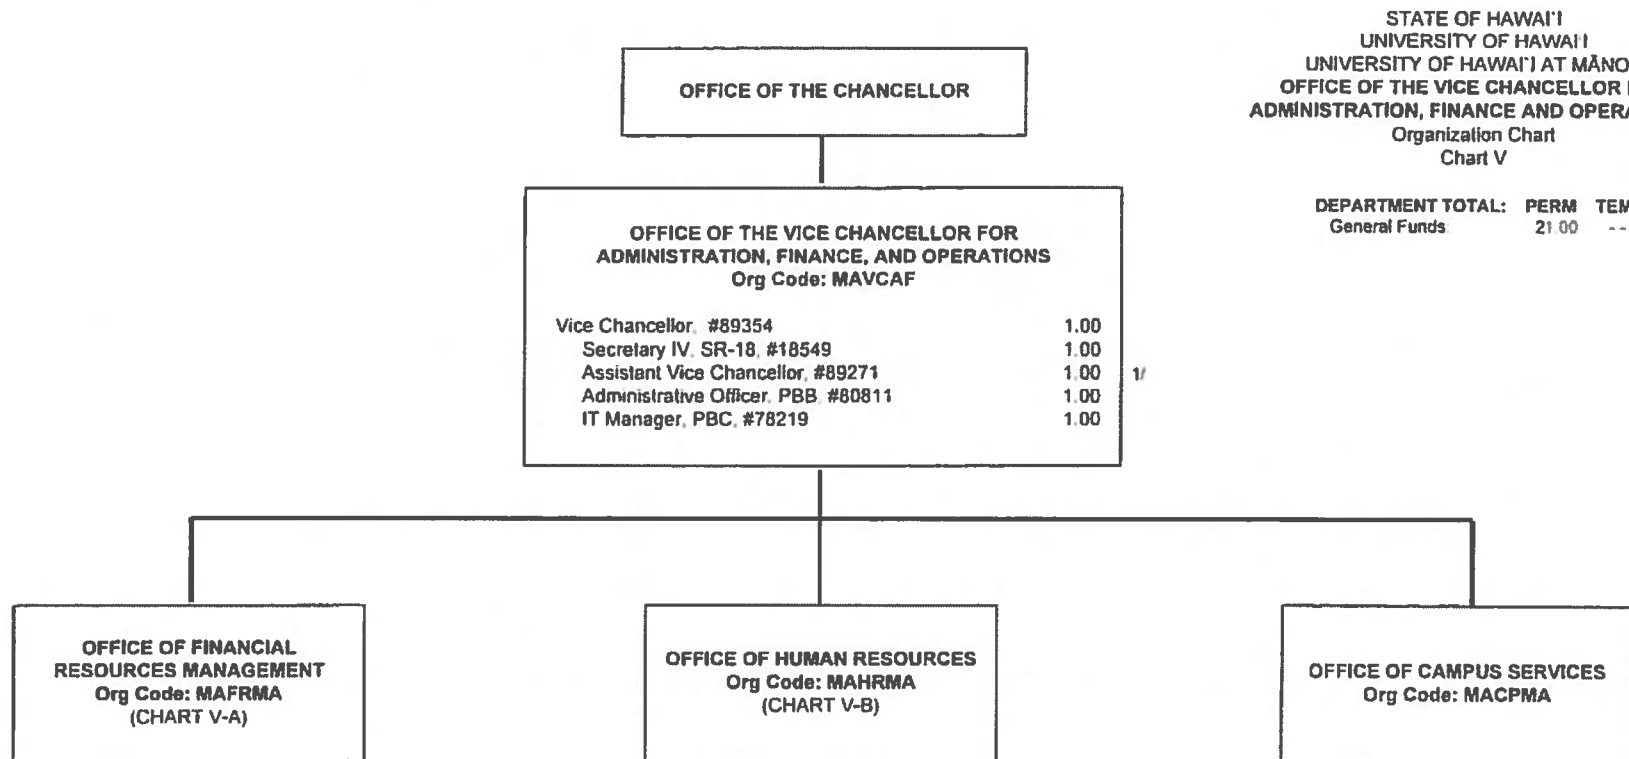 STATE OF HAWAI'I
UNIVERSITY OF HAWAI'I
UNIVERSITY OF HAWAI'I AT MĀNO
OFFICE OF THE VICE CHANCELLOR
ADMINISTRATION, FINANCE AND OPERA
Organization Chart
Chart V
DEPARTMENT TOTAL: PERM TEM
General Funds 21.00 --
OFFICE OF THE CHANCELLOR
OFFICE OF THE VICE CHANCELLOR FOR
ADMINISTRATION, FINANCE, AND OPERATIONS
Org Code: MAVCAF
Vice Chancellor, #89354 1.00
Secretary IV, SR-18, #18549 1.00
Assistant Vice Chancellor, #89271 1.00 1/
Administrative Officer, PBB, #80811 1.00
IT Manager, PBC, #78219 1.00
OFFICE OF FINANCIAL
RESOURCES MANAGEMENT
Org Code: MAFRMA
(CHART V-A)
OFFICE OF HUMAN RESOURCES
Org Code: MAHRMA
(CHART V-B)
OFFICE OF CAMPUS SERVICES
Org Code: MACPMA